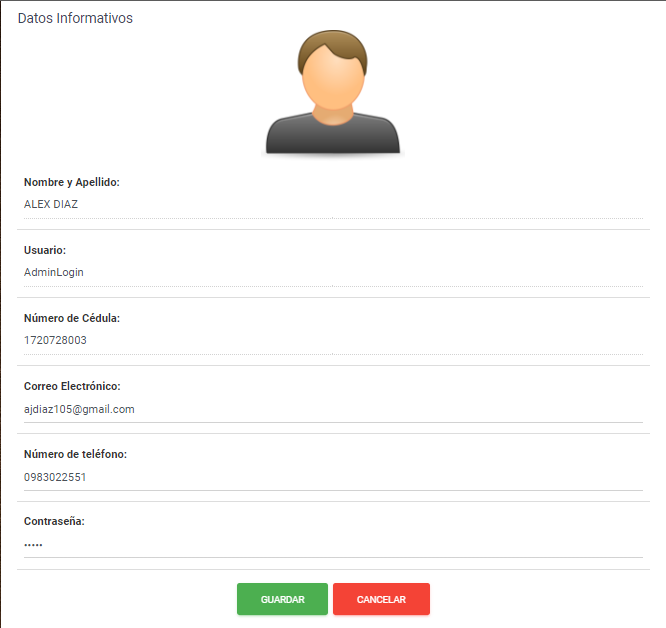 Datos Informativos
Nombre y Apellido:
ALEX DIAZ
Usuario:
AdminLogin
Número de Cédula:
1720728003
Correo Electrónico:
ajdiaz105@gmail.com
Número de teléfono:
0983022551
Contraseña:
•••••
GUARDAR CANCELAR